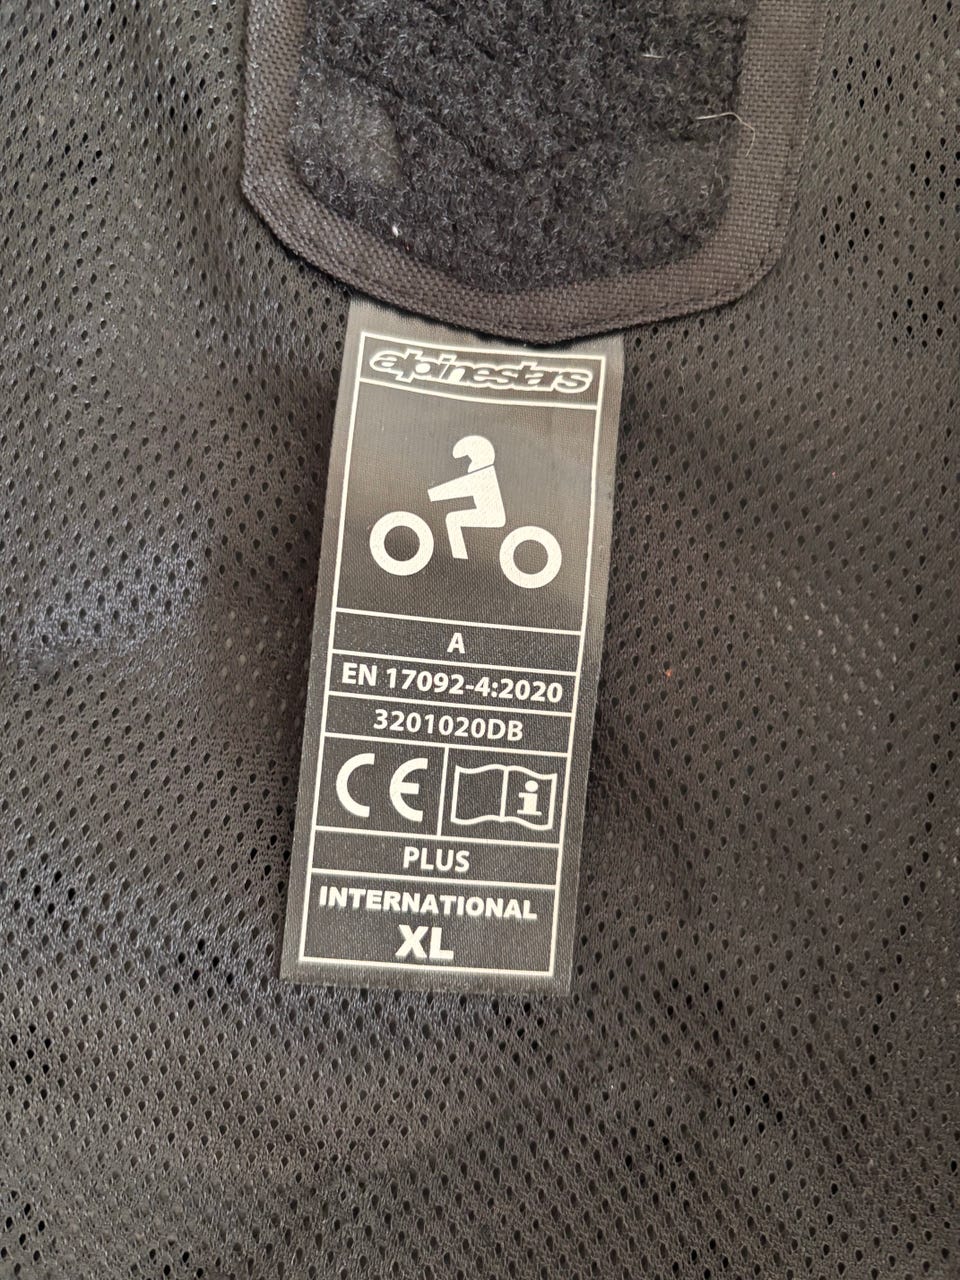 alpinestars
A
EN 17092-4:2020
3201020DB
CE
i
PLUS
INTERNATIONAL
XL